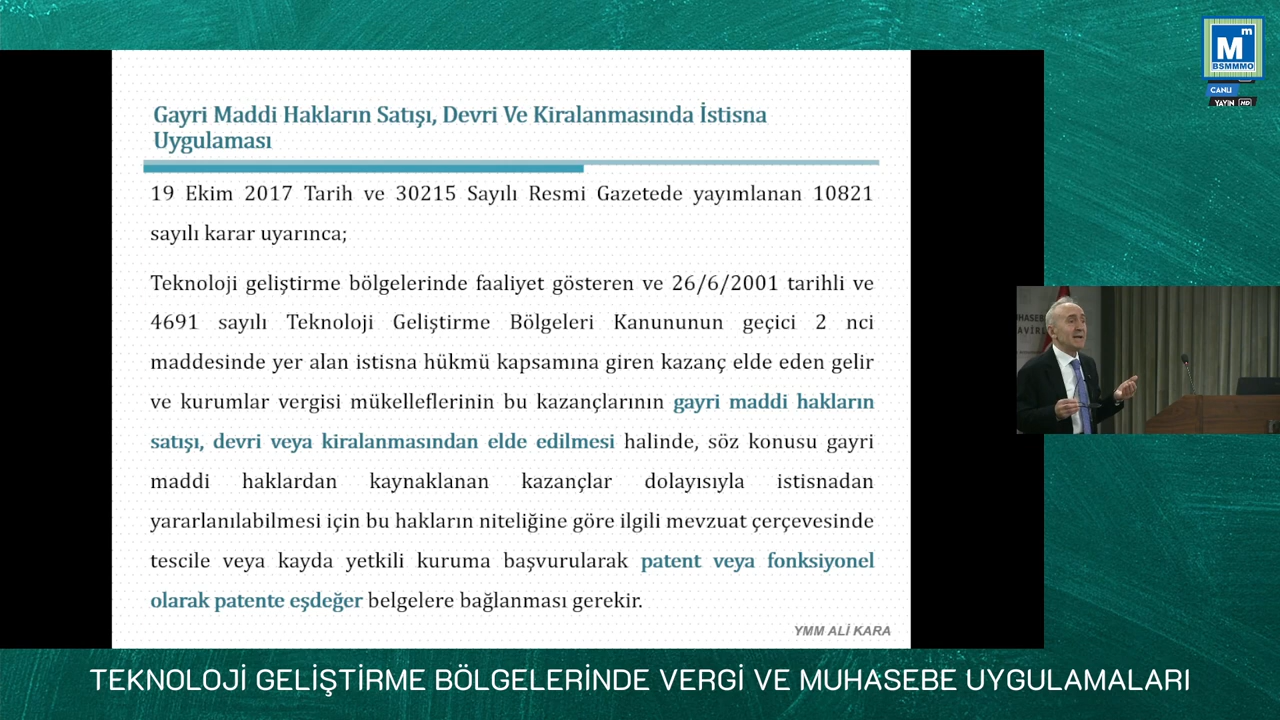 M
m
BSMMMO
CANLI
YAYIN HD
Gayri Maddi Hakların Satışı, Devri Ve Kiralanmasında İstisna
Uygulaması
19 Ekim 2017 Tarih ve 30215 Sayılı Resmi Gazetede yayımlanan 10821
sayılı karar uyarınca;
Teknoloji geliştirme bölgelerinde faaliyet gösteren ve 26/6/2001 tarihli ve
4691 sayılı Teknoloji Geliştirme Bölgeleri Kanununun geçici 2 nci
maddesinde yer alan istisna hükmü kapsamına giren kazanç elde eden gelir
ve kurumlar vergisi mükelleflerinin bu kazançlarının gayri maddi hakların
satışı, devri veya kiralanmasından elde edilmesi halinde, söz konusu gayri
maddi haklardan kaynaklanan kazançlar dolayısıyla istisnadan
yararlanılabilmesi için bu hakların niteliğine göre ilgili mevzuat çerçevesinde
tescile veya kayda yetkili kuruma başvurularak patent veya fonksiyonel
olarak patente eşdeğer belgelere bağlanması gerekir.
YMM ALİ KARA
TEKNOLOJİ GELİŞTİRME BÖLGELERİNDE VERGİ VE MUHASEBE UYGULAMALARI